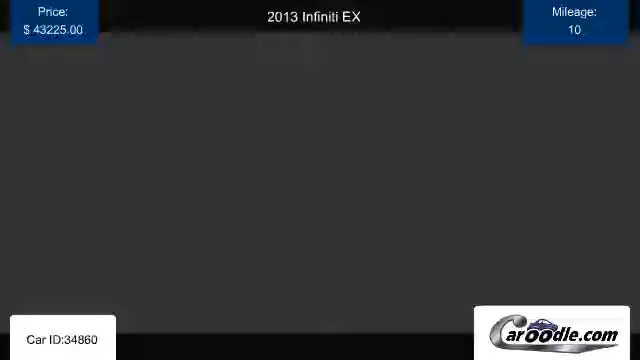 Price:
$ 43225.00
2013 Infiniti EX
Mileage:
10
Car ID:34860
Caroodle.com